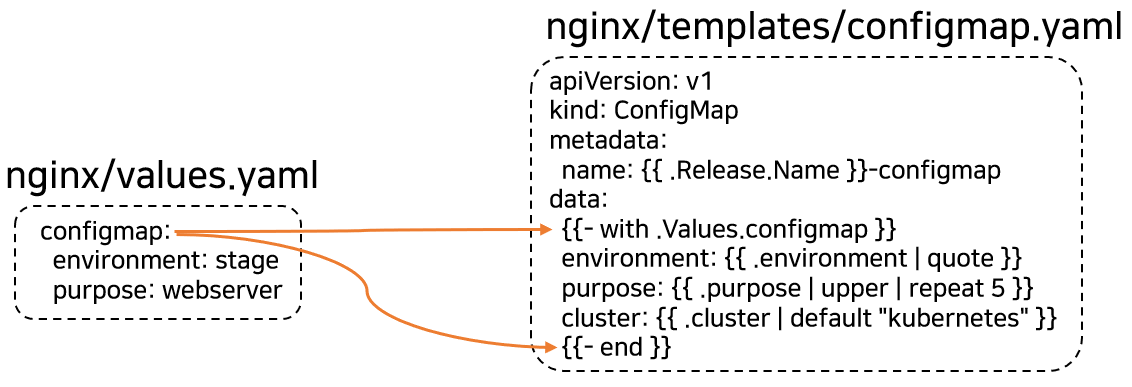 nginx/values.yaml
configmap:
environment: stage
purpose: webserver
nginx/templates/configmap.yaml
apiVersion: v1
kind: ConfigMap
metadata:
name: {{ .Release.Name }}-configmap
data:
{{- with .Values.configmap }}
environment: {{ .environment | quote }}
purpose: {{ .purpose | upper | repeat 5 }}
cluster: {{ .cluster | default "kubernetes" }}
{{- end }}